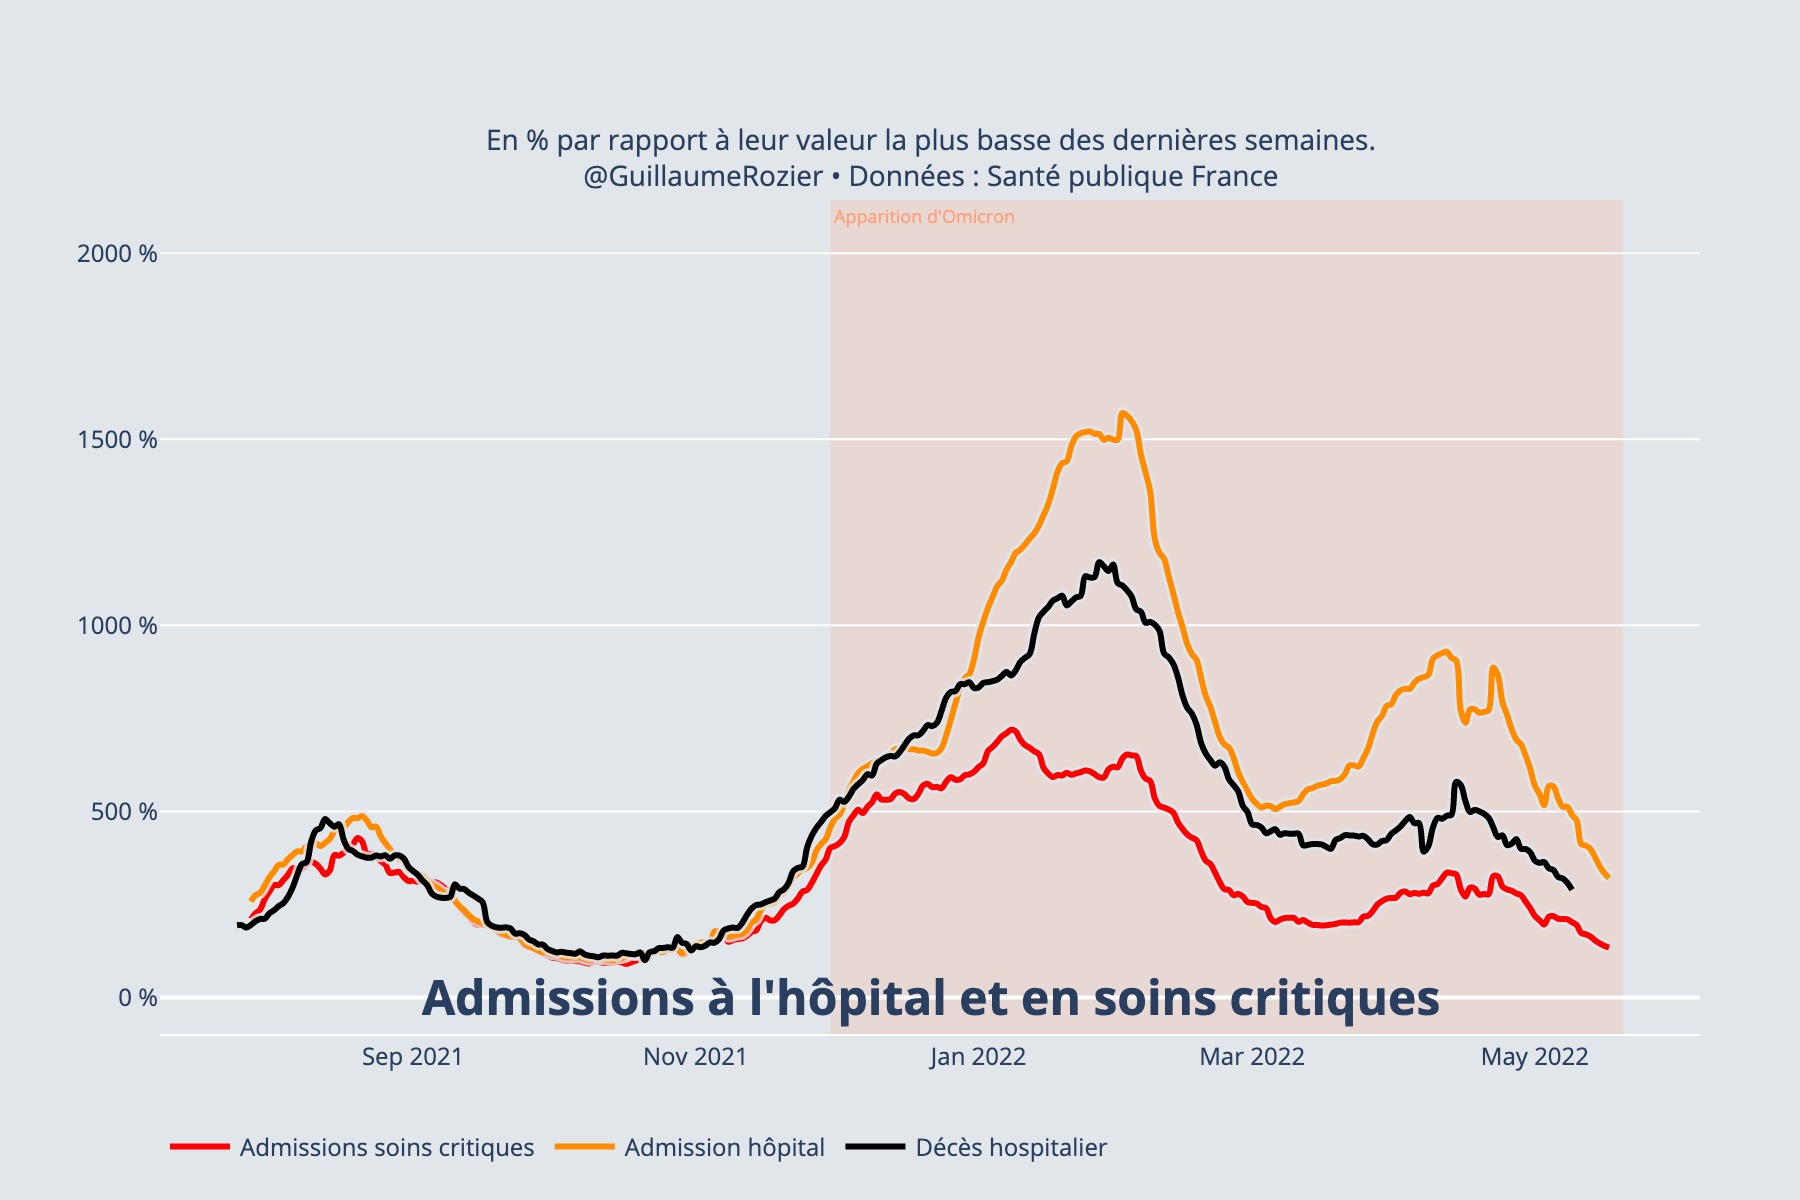 En % par rapport à leur valeur la plus basse des dernières semaines.
@GuillaumeRozier • Données : Santé publique France
Apparition d'Omicron
2000 %
1500 %
1000 %
500 %
0 %
Admissions à l'hôpital et en soins critiques
Sep 2021
Nov 2021
Jan 2022
Mar 2022
May 2022
Admissions soins critiques
Admission hôpital
Décès hospitalier